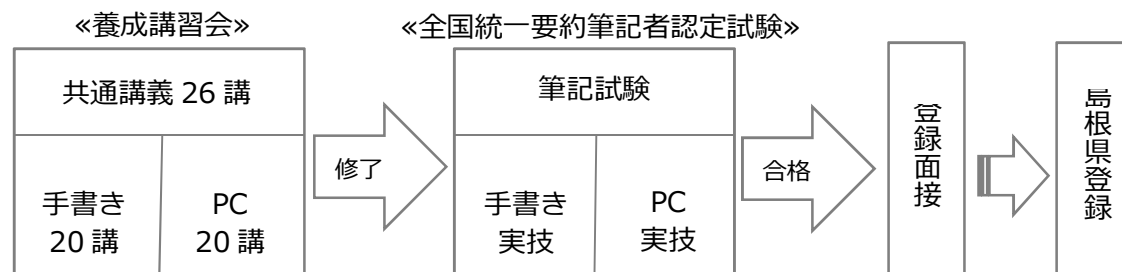 ≪養成講習会≫
共通講義 26 講
手書き
20 講
PC
20 講
修了
≪全国統一要約筆記者認定試験≫
筆記試験
手書き
実技
PC
実技
合格
登録面接
島根県登録